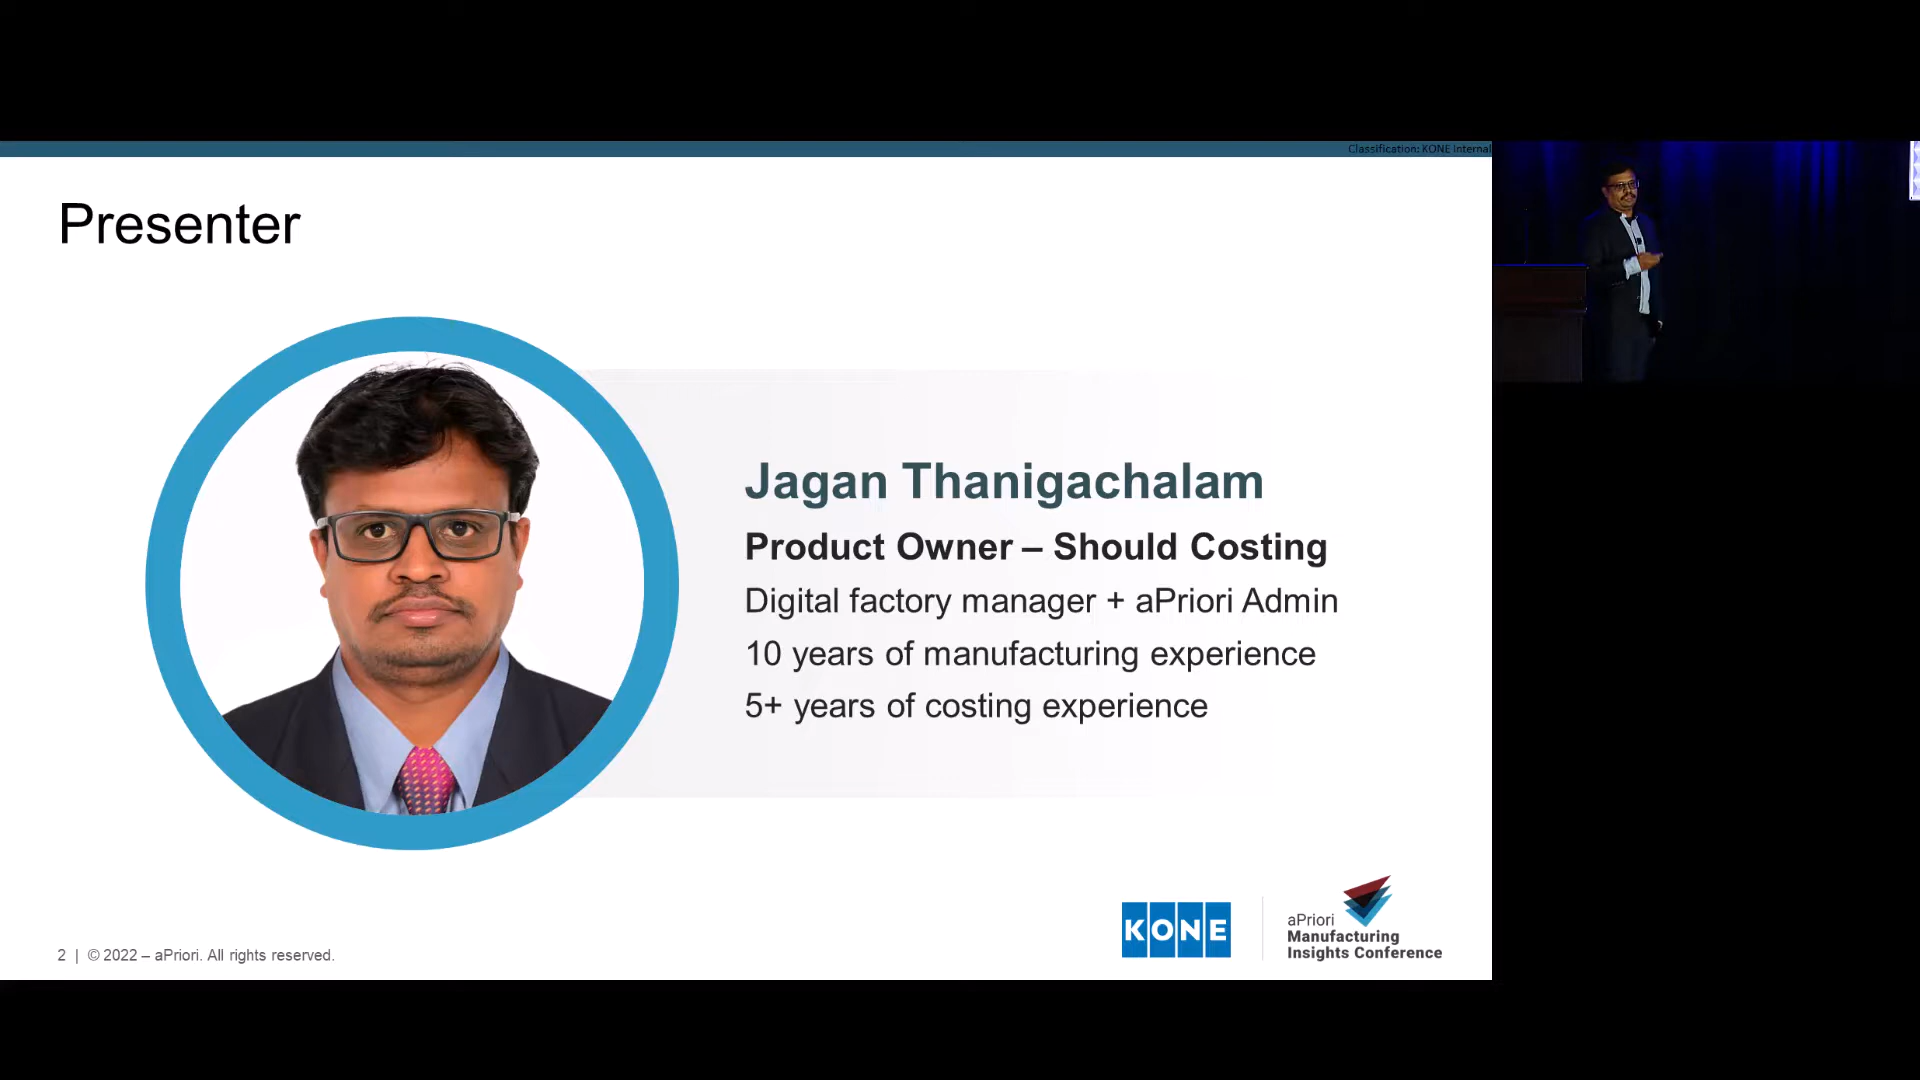 Classification: KONE Internal
Presenter
Jagan Thanigachalam
Product Owner – Should Costing
Digital factory manager + aPriori Admin
10 years of manufacturing experience
5+ years of costing experience
2 | © 2022 – aPriori. All rights reserved.
KONE
aPriori
Manufacturing
Insights Conference